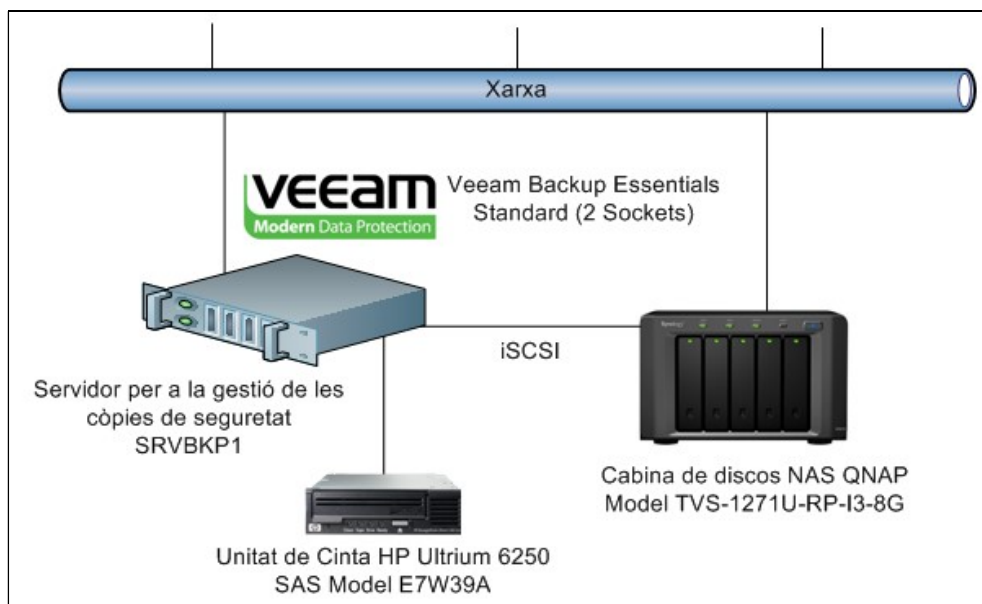 Xarxa
veeam
Modern Data Protection
Veeam Backup Essentials
Standard (2 Sockets)
iSCSI
Synology
Servidor per a la gestió de les
còpies de seguretat
SRVBKP1
Cabina de discos NAS QNAP
Model TVS-1271U-RP-I3-8G
hp
Unitat de Cinta HP Ultrium 6250
SAS Model E7W39A